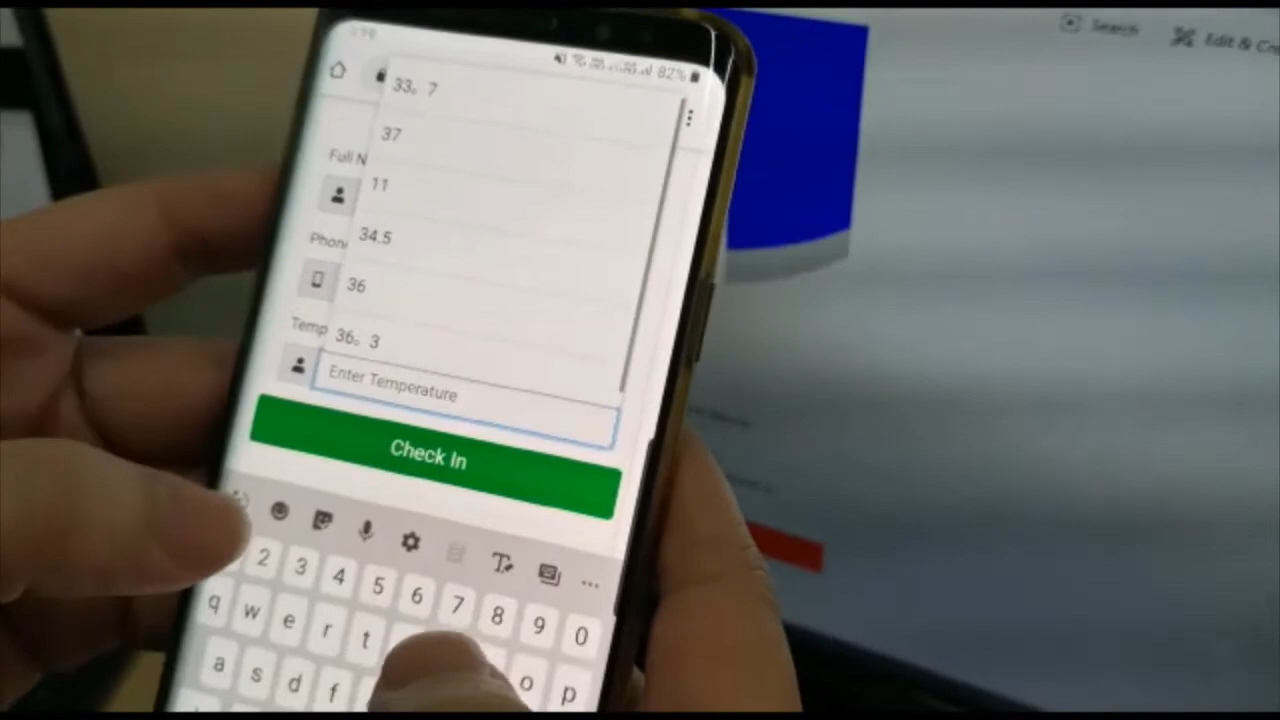 Search
Edit & Cr
82%
33。7
37
11
34.5
36
36。3
Full N
Phon
Temp
Enter Temperature
Check In
2 3 4 5 6 7 8 9 0
q w e r t
o p
a s d f